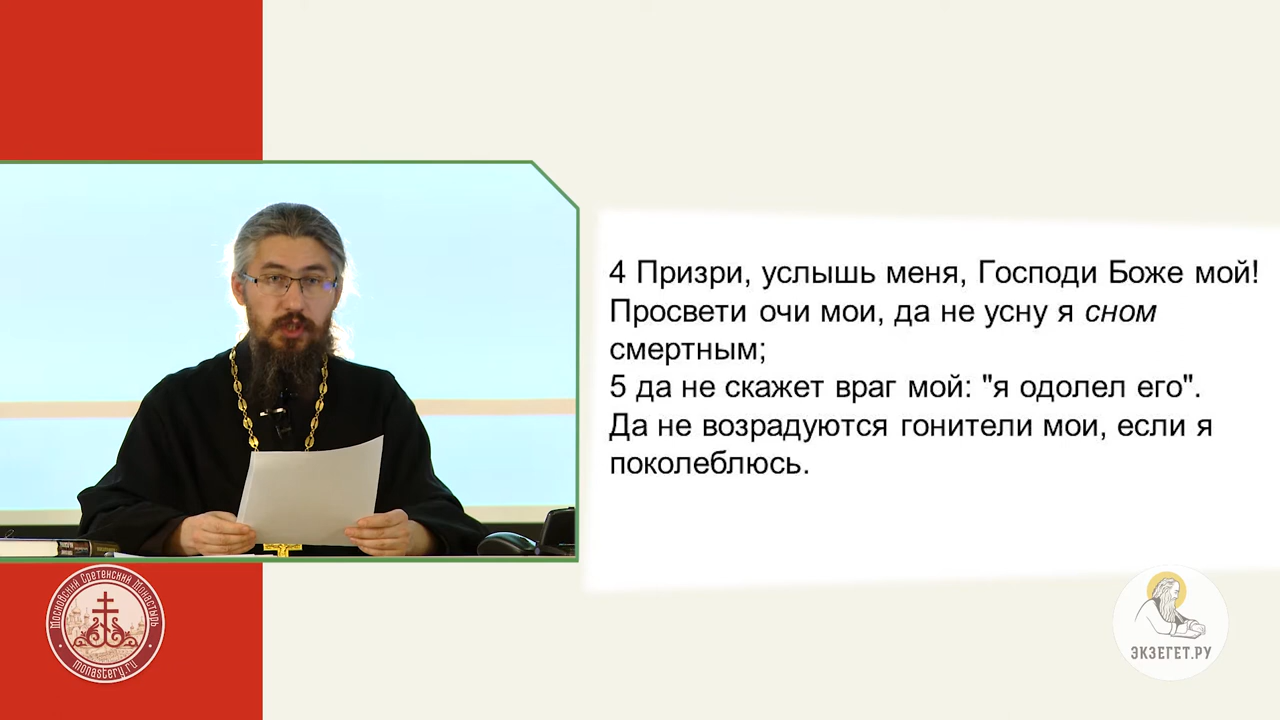 4 Призри, услышь меня, Господи Боже мой!
Просвети очи мои, да не усну я сном
смертным;
5 да не скажет враг мой: "я одолел его".
Да не возрадуются гонители мои, если я
поколеблюсь.
Московский Сретенский Монастырь
monastery.ru
ЭКЗЕГЕТ.РУ